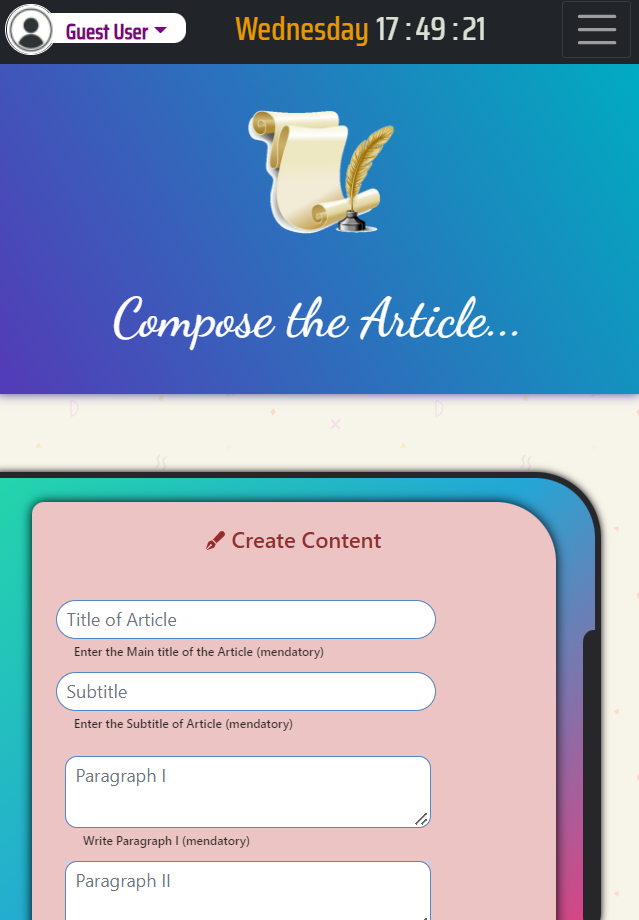 Guest User Wednesday 17 : 49 : 21
Compose the Article...
Create Content
Title of Article
Enter the Main title of the Article (mendatory)
Subtitle
Enter the Subtitle of Article (mendatory)
Paragraph I
Write Paragraph I (mendatory)
Paragraph II